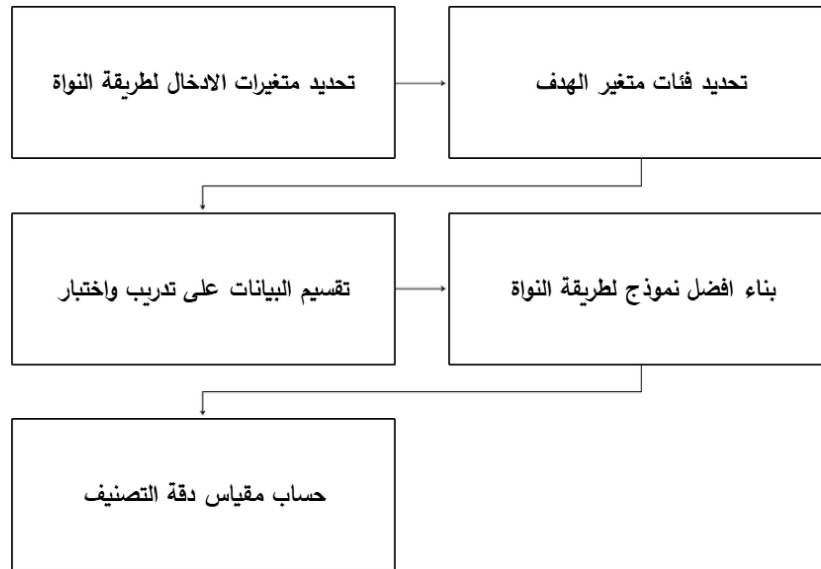 تحديد متغيرات الادخال لطريقة النواة
تحديد فئات متغير الهدف
تقسيم البيانات على تدريب واختبار
بناء افضل نموذج لطريقة النواة
حساب مقياس دقة التصنيف